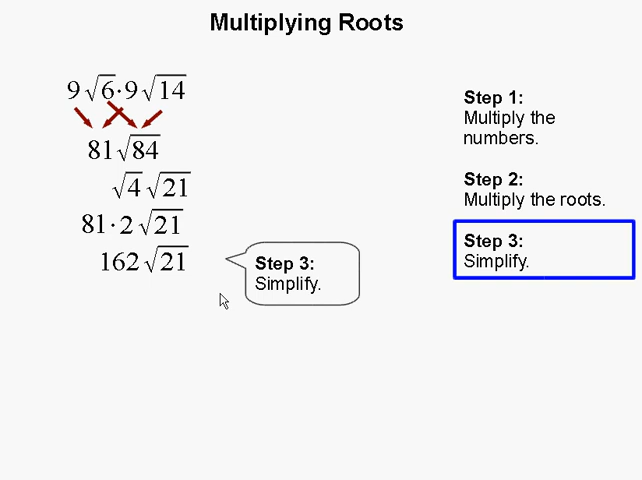 Multiplying Roots
9√6·9√14
81√84
√4√21
81·2√21
162√21
Step 3:
Simplify.
Step 1:
Multiply the
numbers.
Step 2:
Multiply the roots.
Step 3:
Simplify.